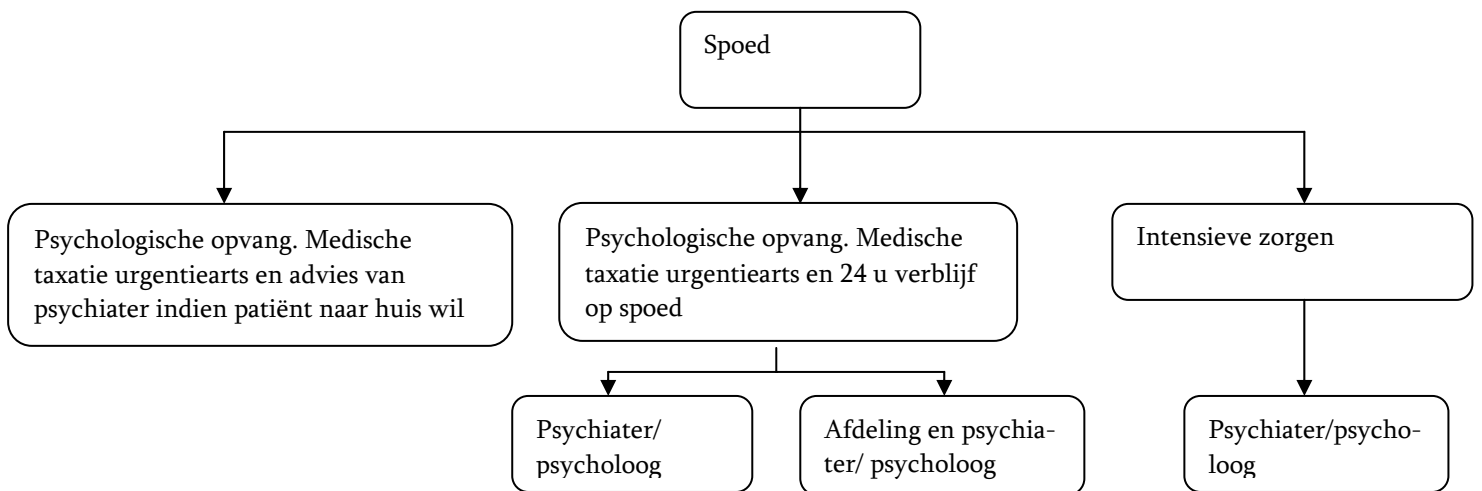 Spoed
Psychologische opvang. Medische
taxatie urgentiearts en advies van
psychiater indien patiënt naar huis wil
Psychologische opvang. Medische
taxatie urgentiearts en 24 u verblijf
op spoed
Intensieve zorgen
Psychiater/
psycholoog
Afdeling en psychia-
ter/ psycholoog
Psychiater/psycho-
loog